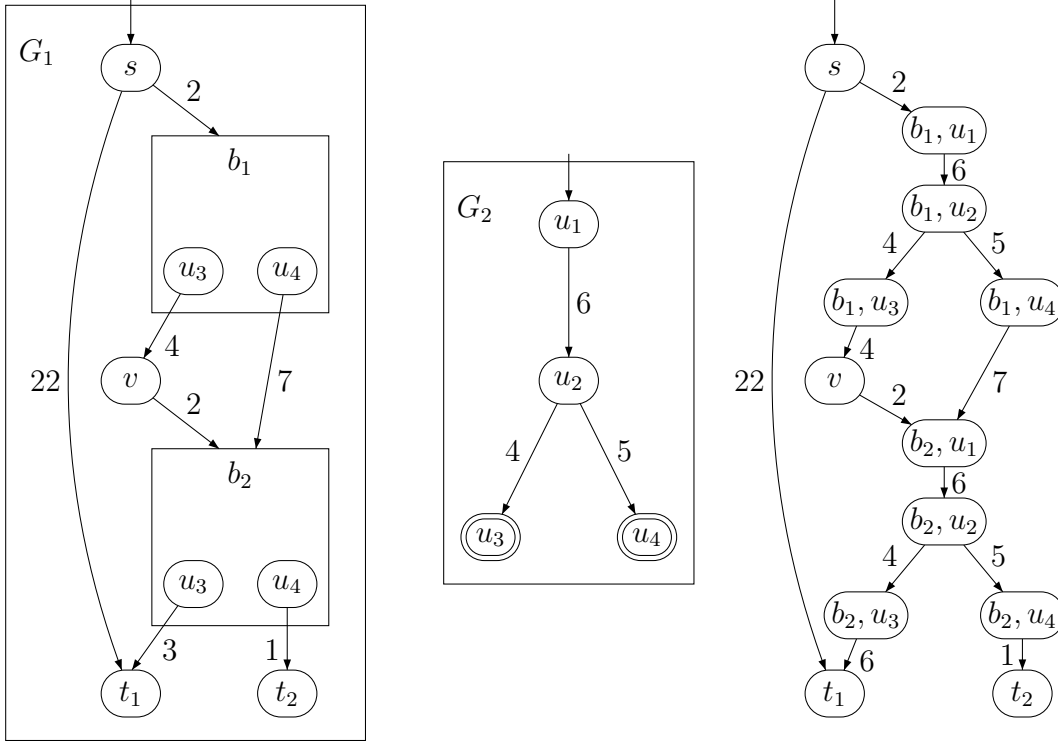 G₁
s
2
b₁
u₃ u₄
22
4
7
v
2
b₂
u₃ u₄
3
1
t₁ t₂
G₂
u₁
6
u₂
4 5
u₃ u₄
s
2
b₁, u₁
6
b₁, u₂
4 5
b₁, u₃ b₁, u₄
22
4
7
v
2
b₂, u₁
6
b₂, u₂
4 5
b₂, u₃ b₂, u₄
6
1
t₁ t₂